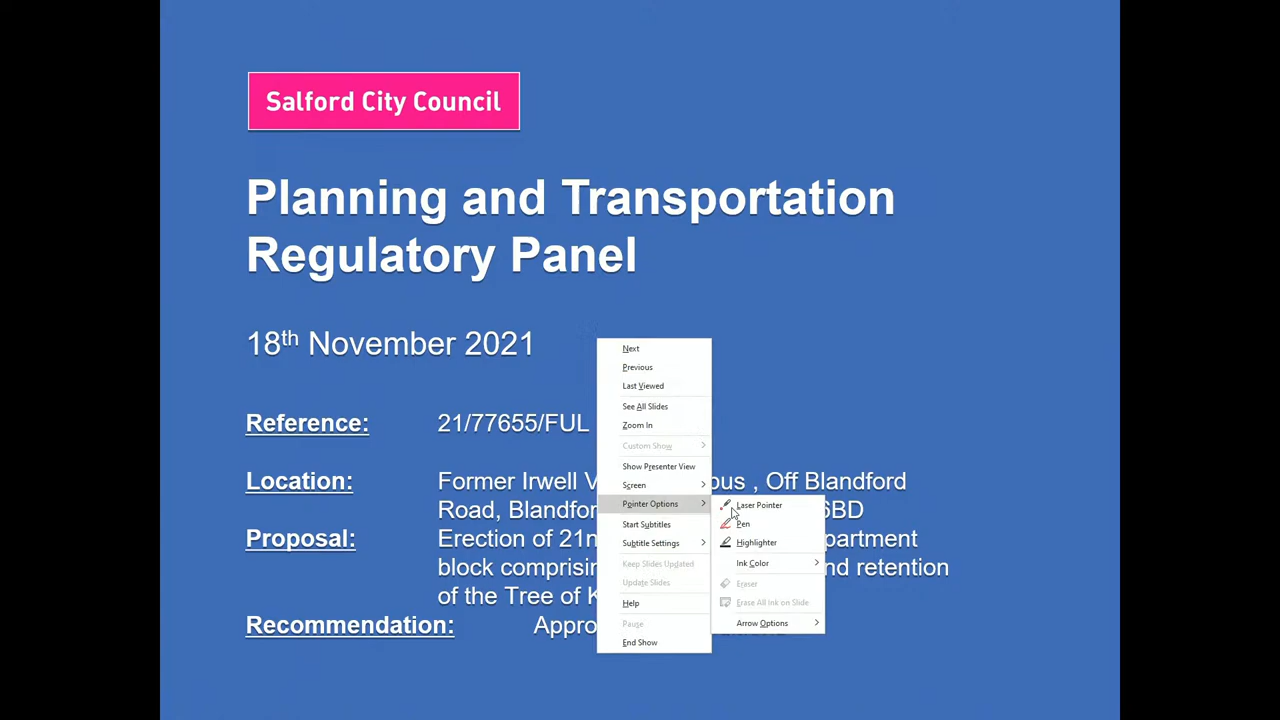 Salford City Council
Planning and Transportation
Regulatory Panel
18th November 2021
Reference: 21/77655/FUL
Location: Former Irwell V pus , Off Blandford
Road, Blandfor 6BD
Proposal: Erection of 21m partment
block comprisin nd retention
of the Tree of K
Recommendation: Appro
Next
Previous
Last Viewed
See All Slides
Zoom In
Custom Show
Show Presenter View
Screen
Pointer Options
Start Subtitles
Subtitle Settings
Keep Slides Updated
Update Slides
Help
Pause
End Show
Laser Pointer
Pen
Highlighter
Ink Color
Eraser
Erase All Ink on Slide
Arrow Options